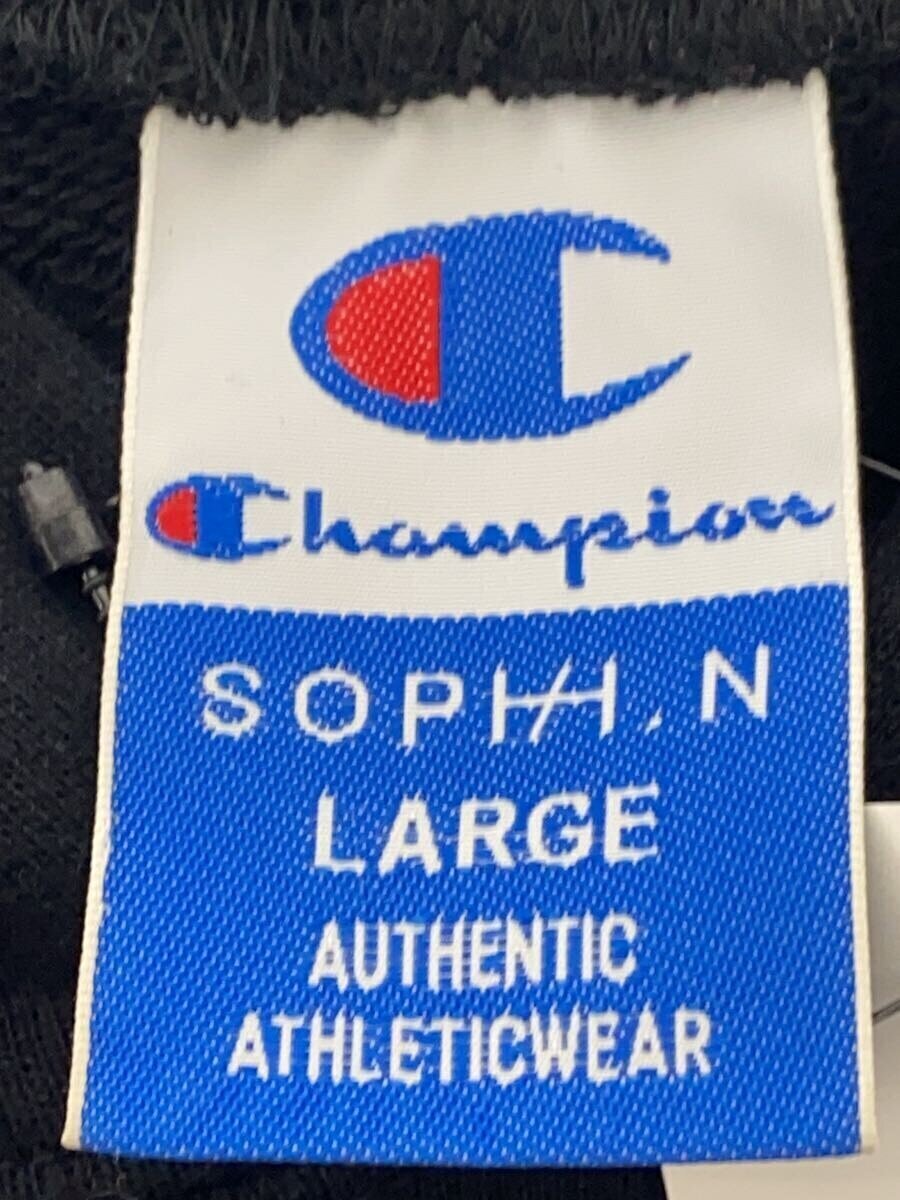 Champion
SOPH.N
LARGE
AUTHENTIC
ATHLETICWEAR